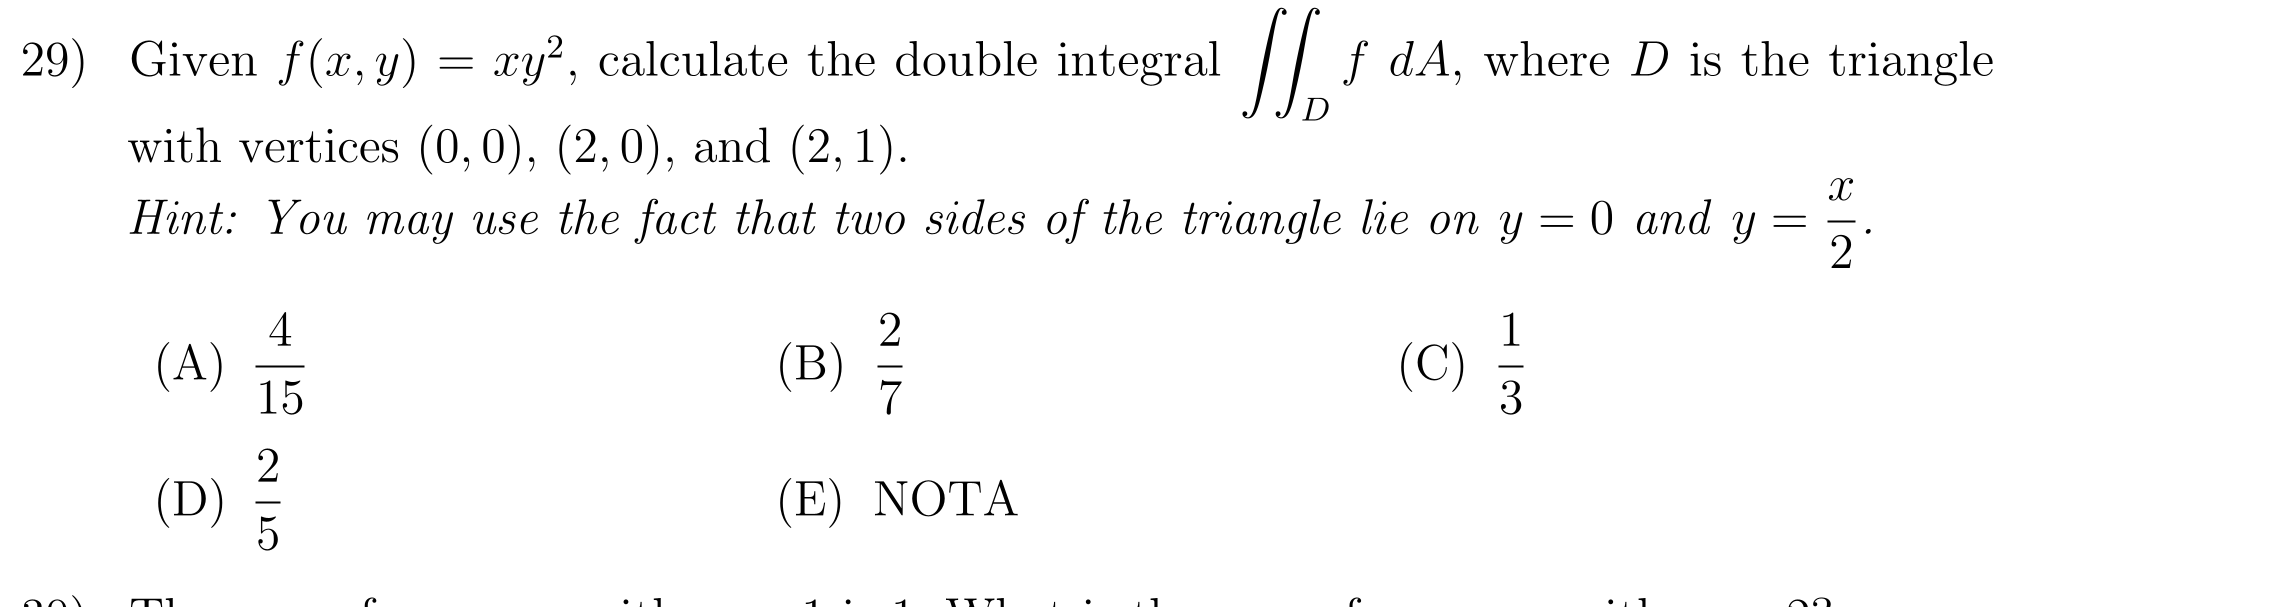 29) Given f(x, y) = xy², calculate the double integral ∬_D f dA, where D is the triangle
with vertices (0, 0), (2, 0), and (2, 1).
Hint: You may use the fact that two sides of the triangle lie on y = 0 and y = x/2.
(A) 4/15 (B) 2/7 (C) 1/3
(D) 2/5 (E) NOTA